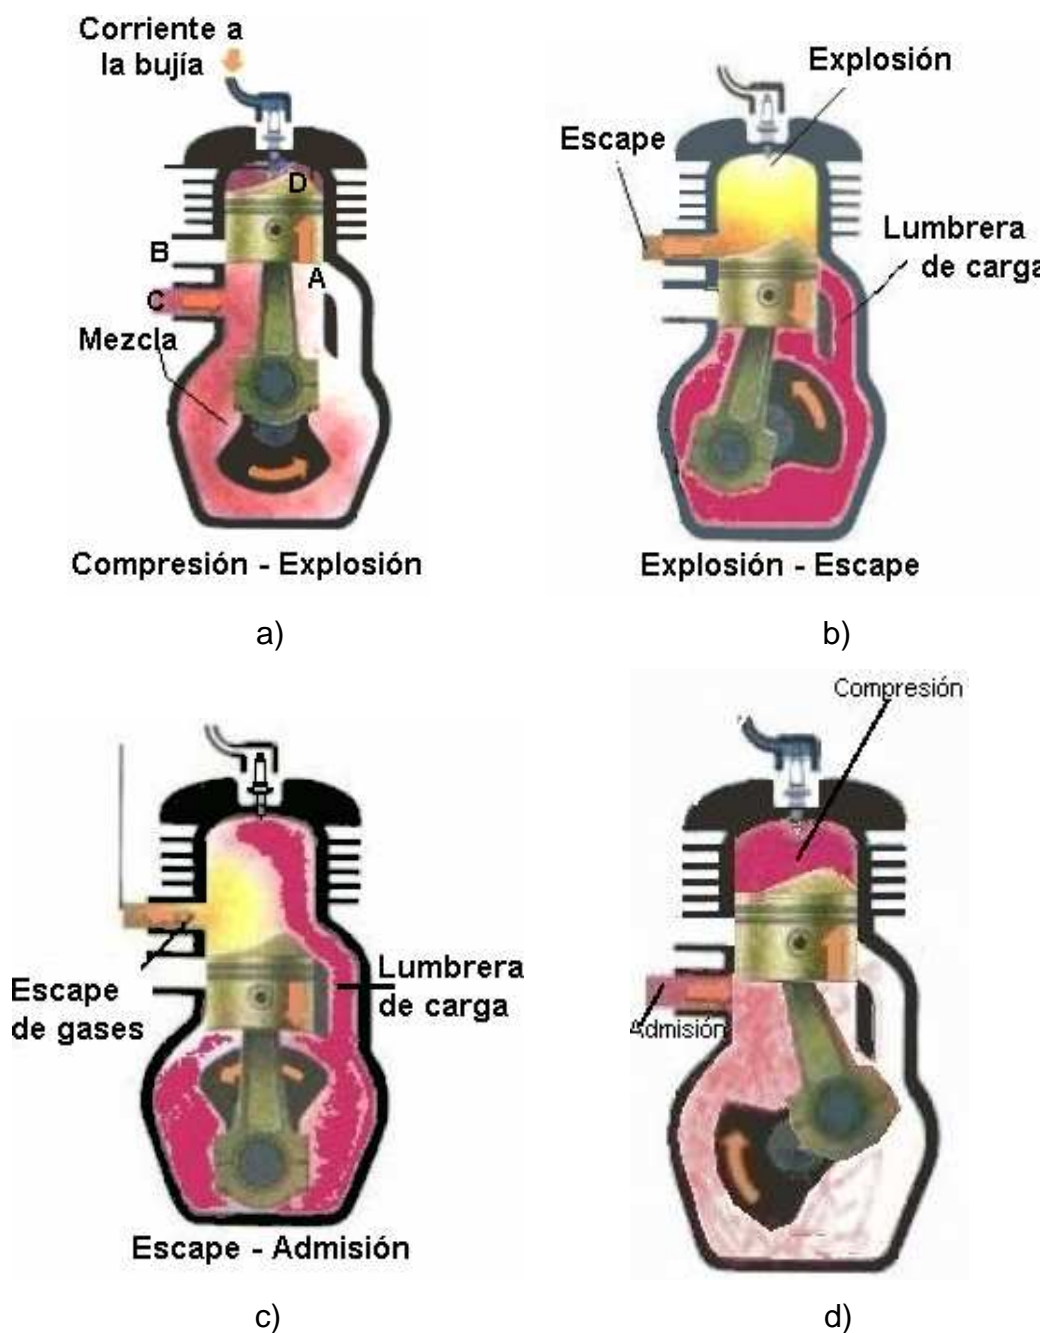 Corriente a
la bujía
D
B
A
C
Mezcla
Compresión - Explosión
a)
Explosión
Escape
Lumbrera
de carga
Explosión - Escape
b)
Escape
de gases
Lumbrera
de carga
Escape - Admisión
c)
Compresión
Admisión
d)